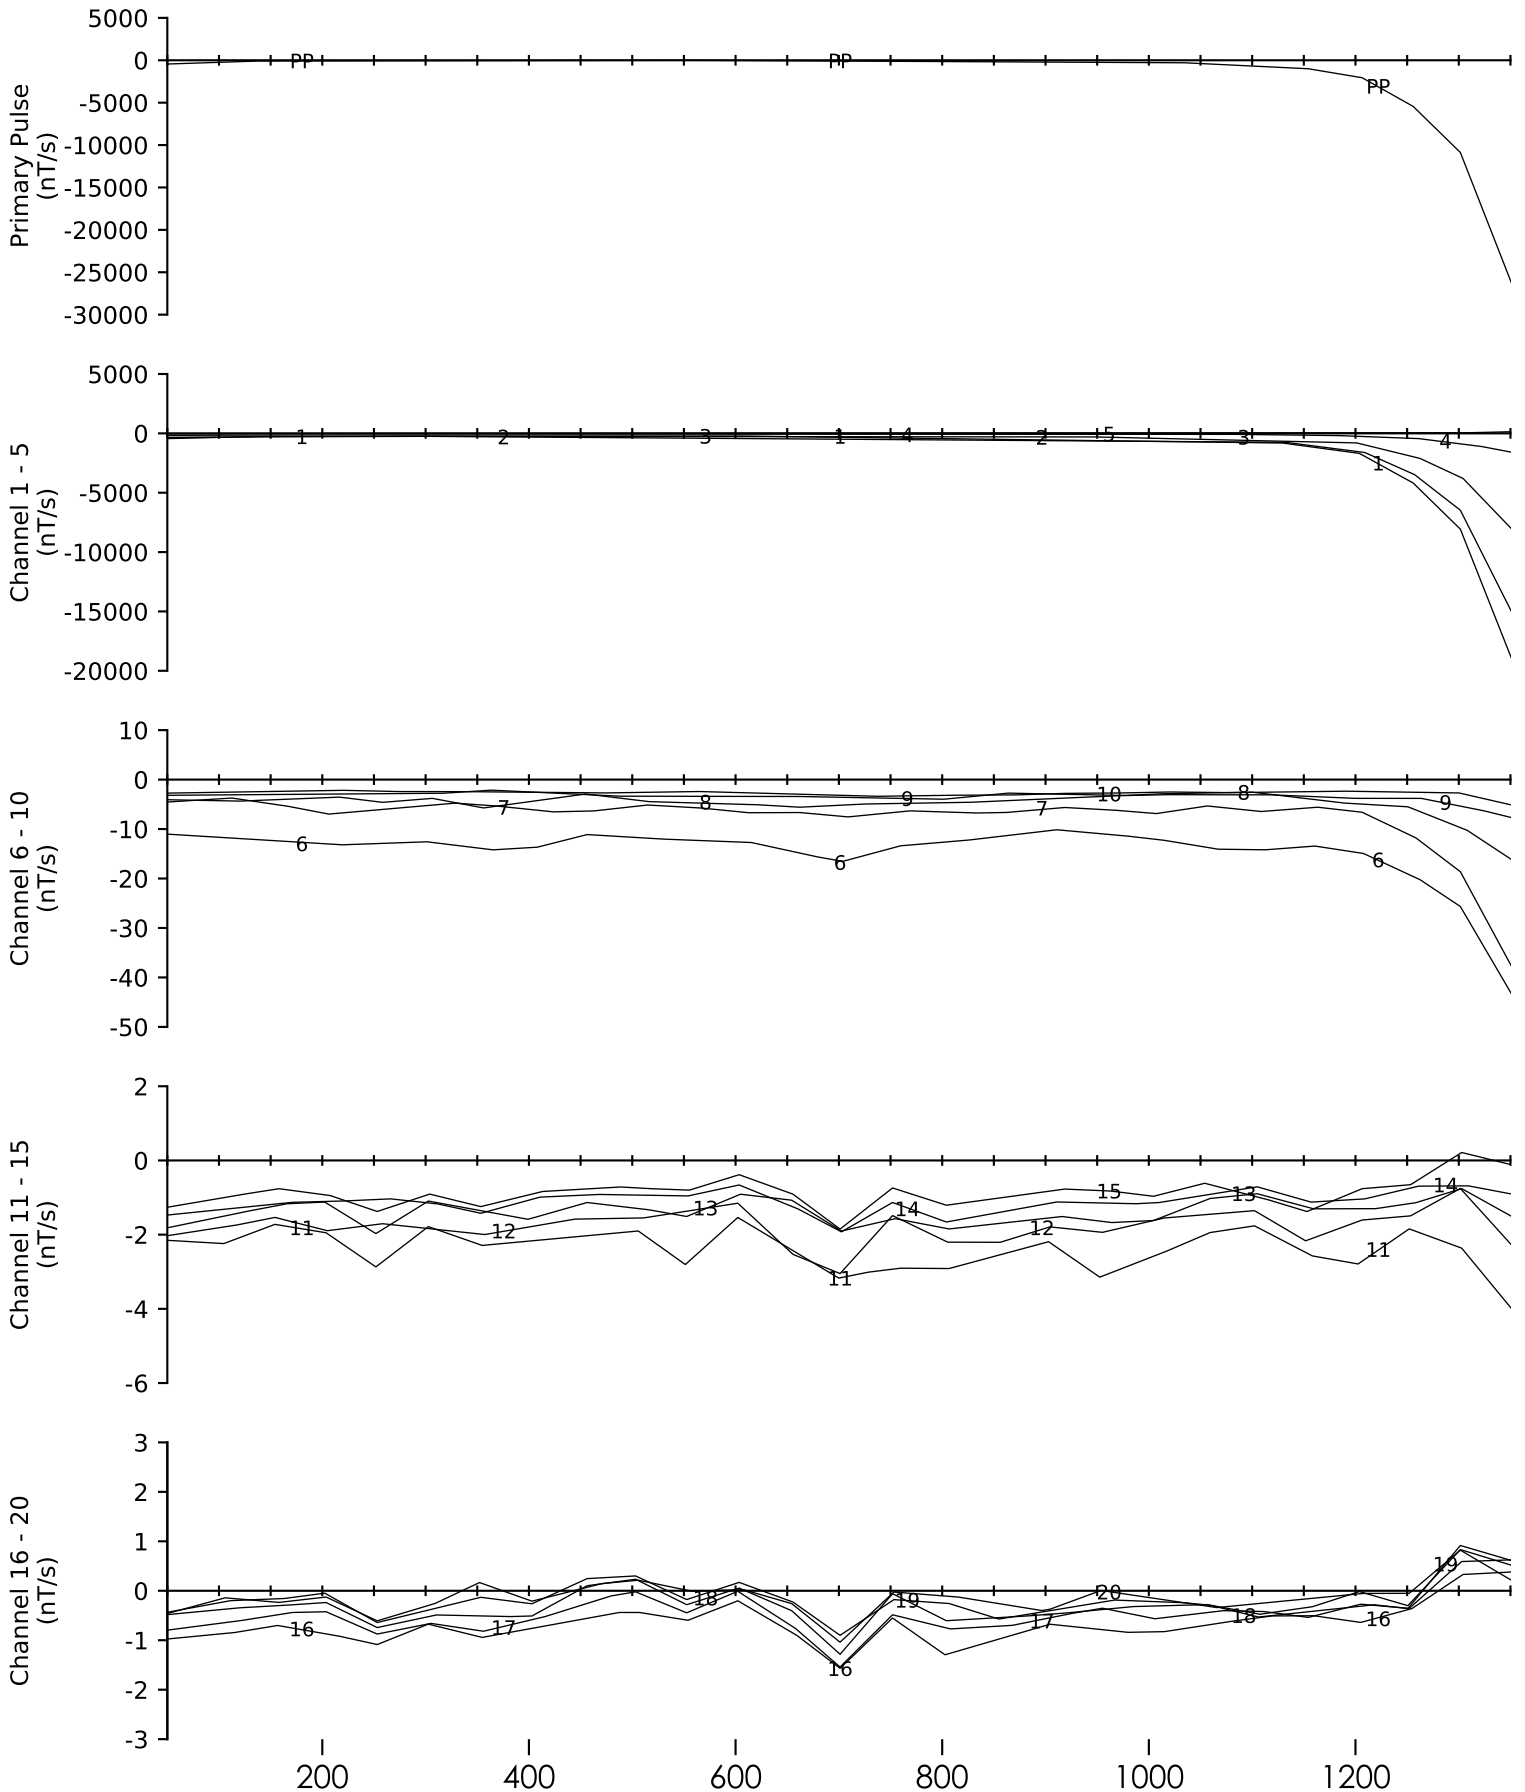 5000
0
-5000
-10000
-15000
-20000
-25000
-30000
Primary Pulse
(nT/s)
PP PP PP
5000
0
-5000
-10000
-15000
-20000
Channel 1 - 5
(nT/s)
1 2 3 1 4 2 5 3 1 4
10
0
-10
-20
-30
-40
-50
Channel 6 - 10
(nT/s)
6 7 8 6 9 7 10 8 6 9
2
0
-2
-4
-6
Channel 11 - 15
(nT/s)
11 12 13 11 14 12 15 13 11 14
3
2
1
0
-1
-2
-3
Channel 16 - 20
(nT/s)
16 17 18 16 19 17 20 18 16 19
200 400 600 800 1000 1200